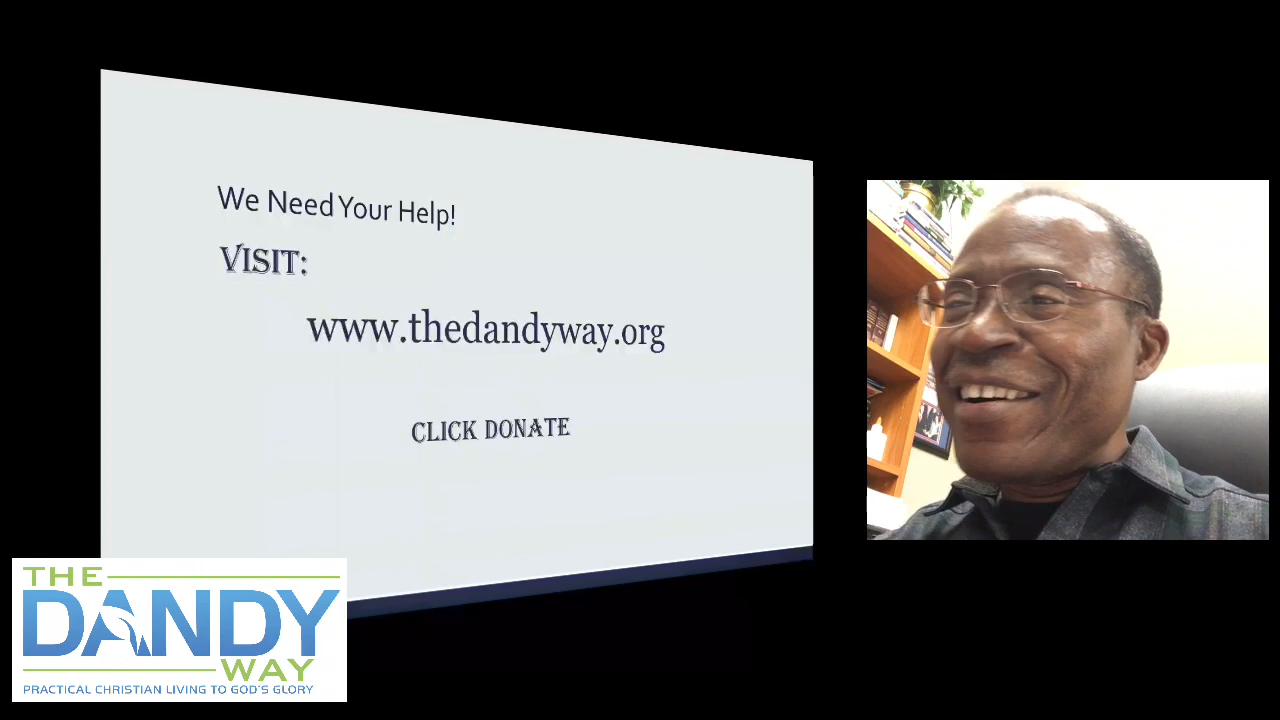 We Need Your Help!
VISIT:
www.thedandyway.org
CLICK DONATE
THE
DANDY
WAY
PRACTICAL CHRISTIAN LIVING TO GOD'S GLORY